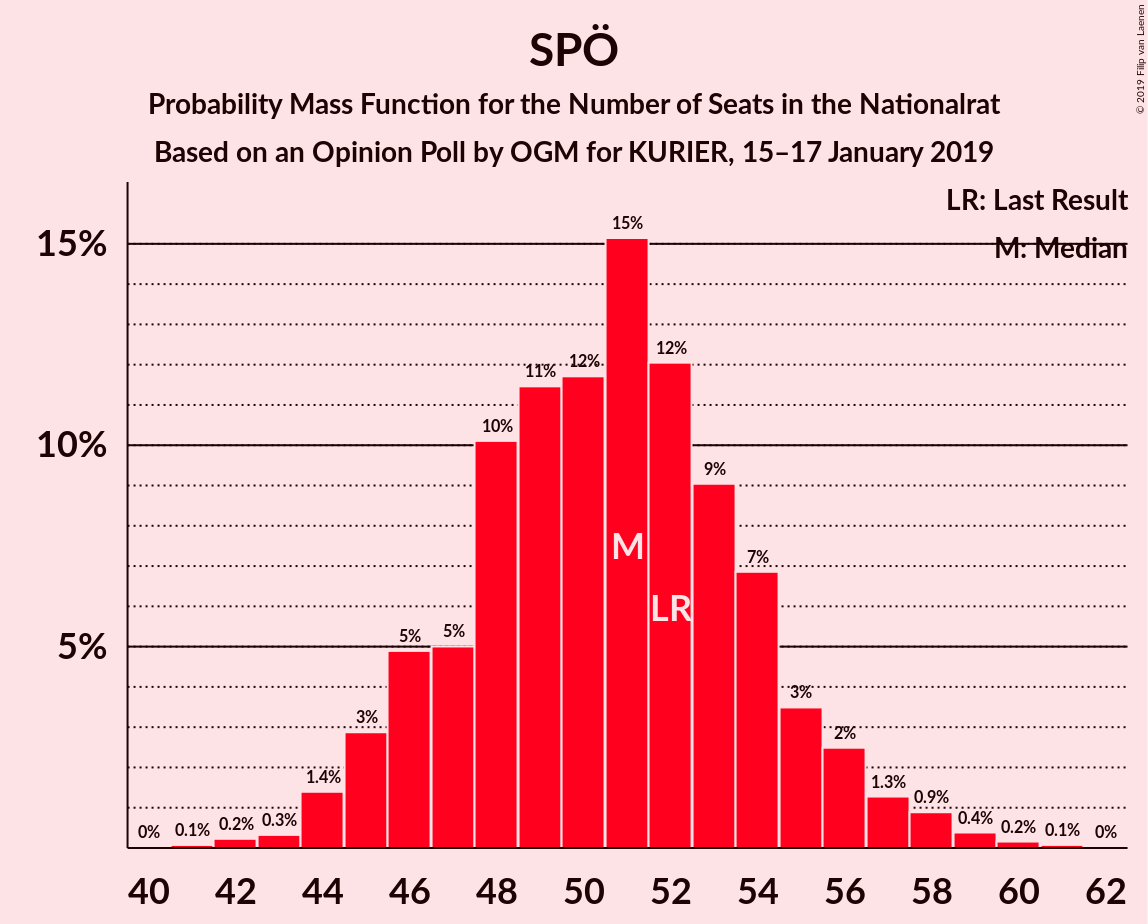 SPÖ
Probability Mass Function for the Number of Seats in the Nationalrat
Based on an Opinion Poll by OGM for KURIER, 15–17 January 2019
© 2019 Filip van Laenen
LR: Last Result
M: Median
15%
10%
5%
0%
0.1%
0.2%
0.3%
1.4%
3%
5%
5%
10%
11%
12%
15%
12%
9%
7%
3%
2%
1.3%
0.9%
0.4%
0.2%
0.1%
0%
M
LR
40 42 44 46 48 50 52 54 56 58 60 62